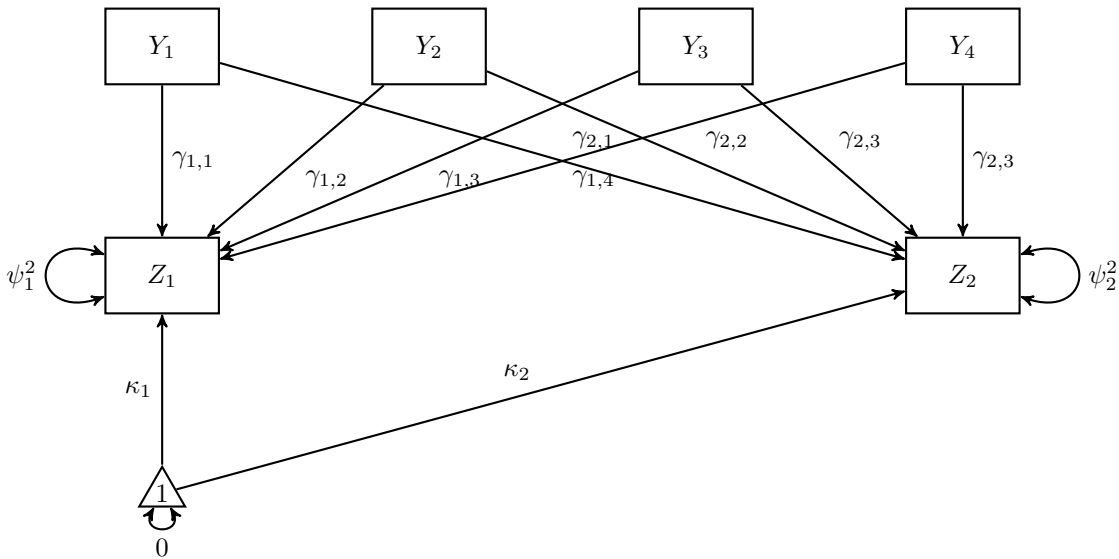 Y₁ Y₂ Y₃ Y₄
γ₂,₁ γ₂,₂ γ₂,₃
γ₁,₁ γ₂,₃
γ₁,₂ γ₁,₃ γ₁,₄
ψ₁² Z₁ Z₂ ψ₂²
κ₁ κ₂
1
0